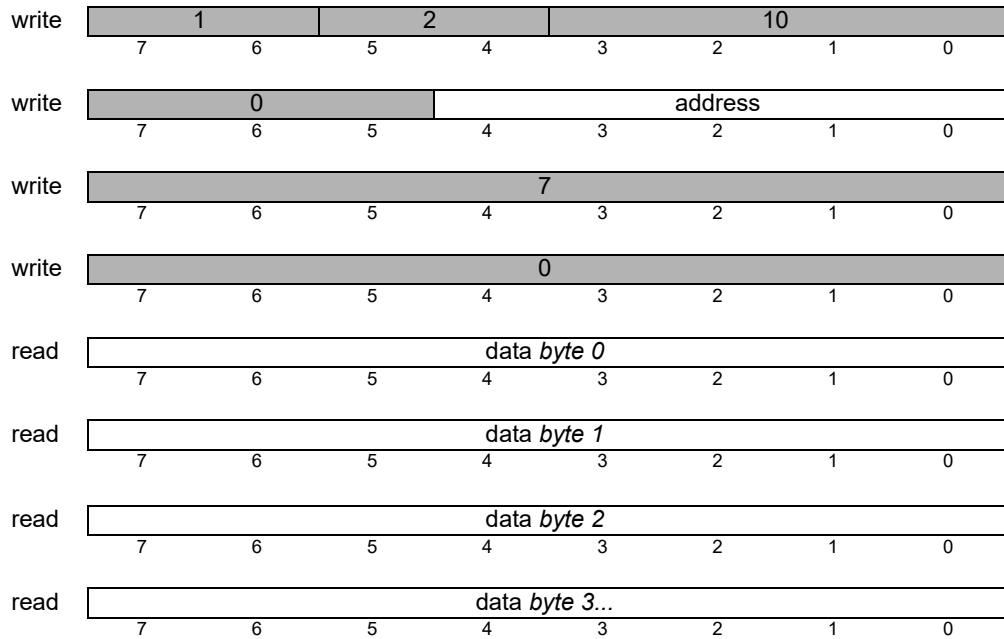 write 1 2 10
7 6 5 4 3 2 1 0
write 0 address
7 6 5 4 3 2 1 0
write 7
7 6 5 4 3 2 1 0
write 0
7 6 5 4 3 2 1 0
read data byte 0
7 6 5 4 3 2 1 0
read data byte 1
7 6 5 4 3 2 1 0
read data byte 2
7 6 5 4 3 2 1 0
read data byte 3...
7 6 5 4 3 2 1 0